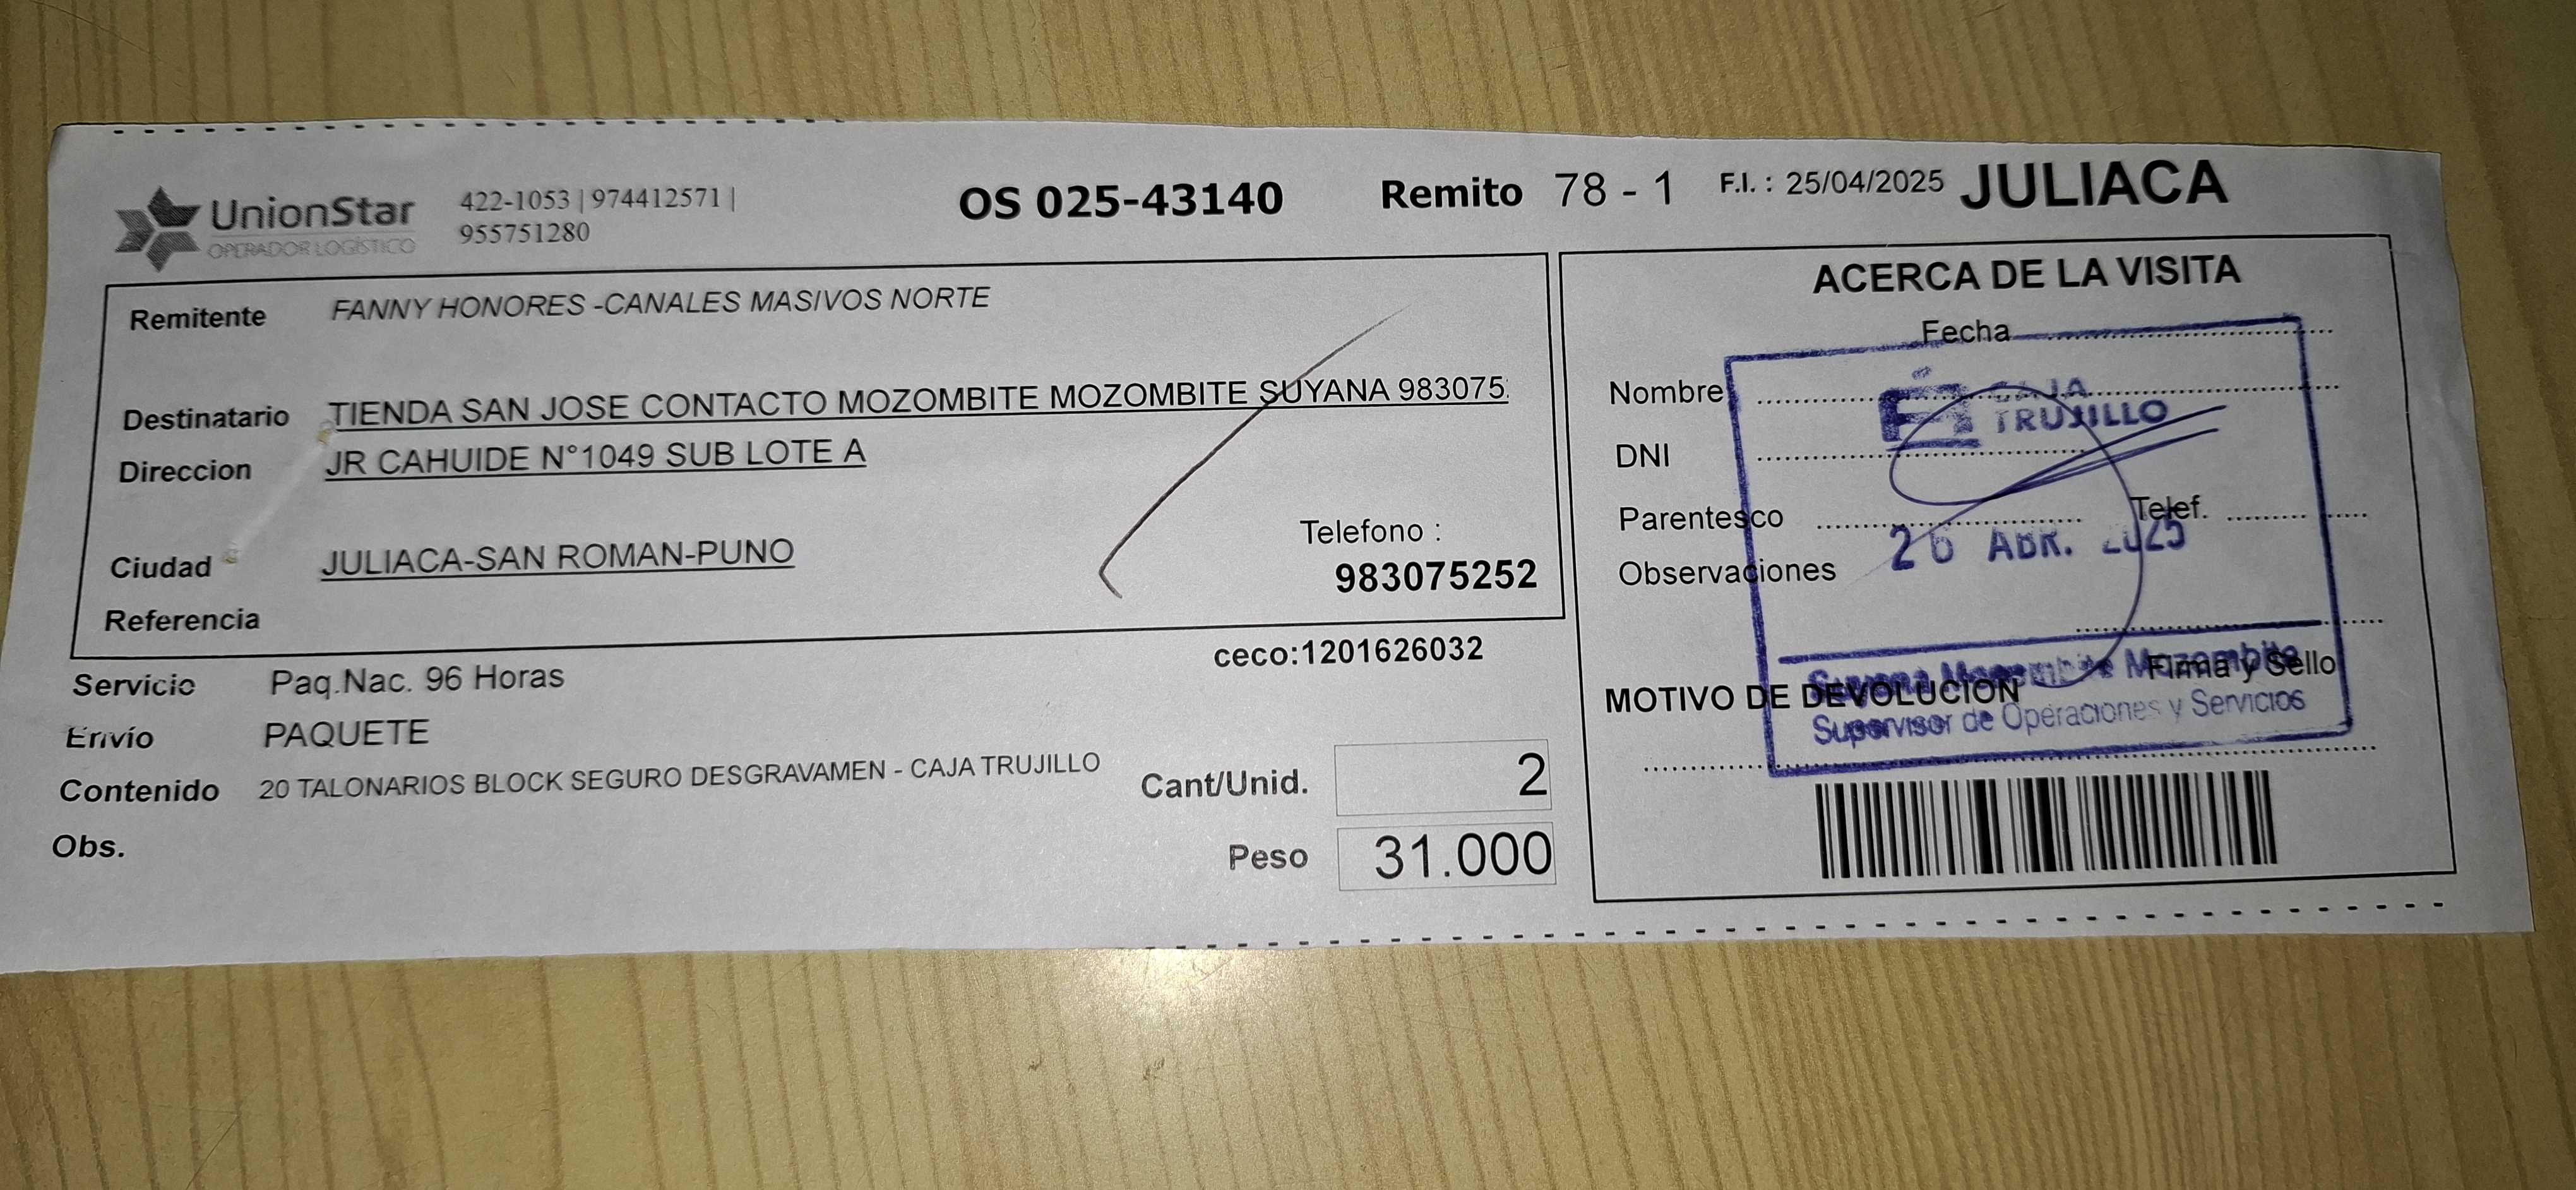 UnionStar
OPERADOR LOGÍSTICO
422-1053 | 974412571 |
955751280
OS 025-43140
Remito 78 - 1
F.I. : 25/04/2025
JULIACA
Remitente FANNY HONORES -CANALES MASIVOS NORTE
Destinatario TIENDA SAN JOSE CONTACTO MOZOMBITE MOZOMBITE SUYANA 983075
Direccion JR CAHUIDE N°1049 SUB LOTE A
Ciudad JULIACA-SAN ROMAN-PUNO
Telefono :
983075252
Referencia
ceco:1201626032
Servicio Paq.Nac. 96 Horas
Envío PAQUETE
Contenido 20 TALONARIOS BLOCK SEGURO DESGRAVAMEN - CAJA TRUJILLO
Cant/Unid. 2
Obs.
Peso 31.000
ACERCA DE LA VISITA
Fecha
Nombre
DNI
Parentesco
Telef.
Observaciones
Firma y Sello
MOTIVO DE DEVOLUCION
CAJA
TRUJILLO
26 ABR. 2025
Suyana Mozombite Mozombite
Supervisor de Operaciones y Servicios